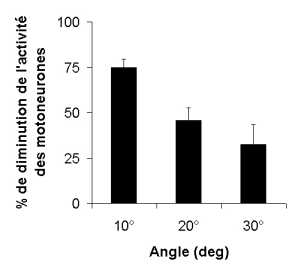 % de diminution de l'activité
des motoneurones
100
75
50
25
0
10° 20° 30°
Angle (deg)